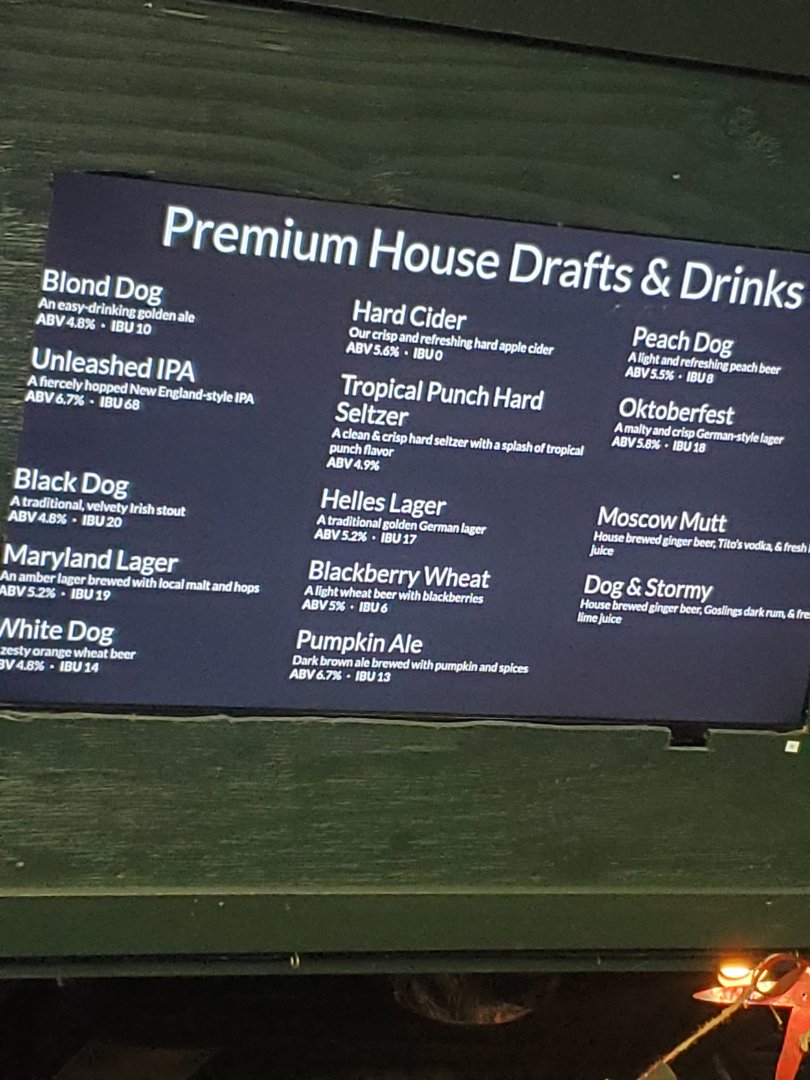 Premium House Drafts & Drinks
Blond Dog
An easy-drinking golden ale
ABV 4.8% • IBU 10
Unleashed IPA
A fiercely hopped New England-style IPA
ABV 6.7% • IBU 68
Black Dog
A traditional, velvety Irish stout
ABV 4.8% • IBU 20
Maryland Lager
An amber lager brewed with local malt and hops
ABV 5.2% • IBU 19
White Dog
zesty orange wheat beer
BV 4.8% • IBU 14
Hard Cider
Our crisp and refreshing hard apple cider
ABV 5.6% • IBU 0
Tropical Punch Hard
Seltzer
A clean & crisp hard seltzer with a splash of tropical
punch flavor
ABV 4.9%
Helles Lager
A traditional golden German lager
ABV 5.2% • IBU 17
Blackberry Wheat
A light wheat beer with blackberries
ABV 5% • IBU 6
Pumpkin Ale
Dark brown ale brewed with pumpkin and spices
ABV 6.7% • IBU 13
Peach Dog
A light and refreshing peach beer
ABV 5.5% • IBU 8
Oktoberfest
A malty and crisp German-style lager
ABV 5.8% • IBU 18
Moscow Mutt
House brewed ginger beer, Tito's vodka, & fresh
juice
Dog & Stormy
House brewed ginger beer, Goslings dark rum, & fre
lime juice